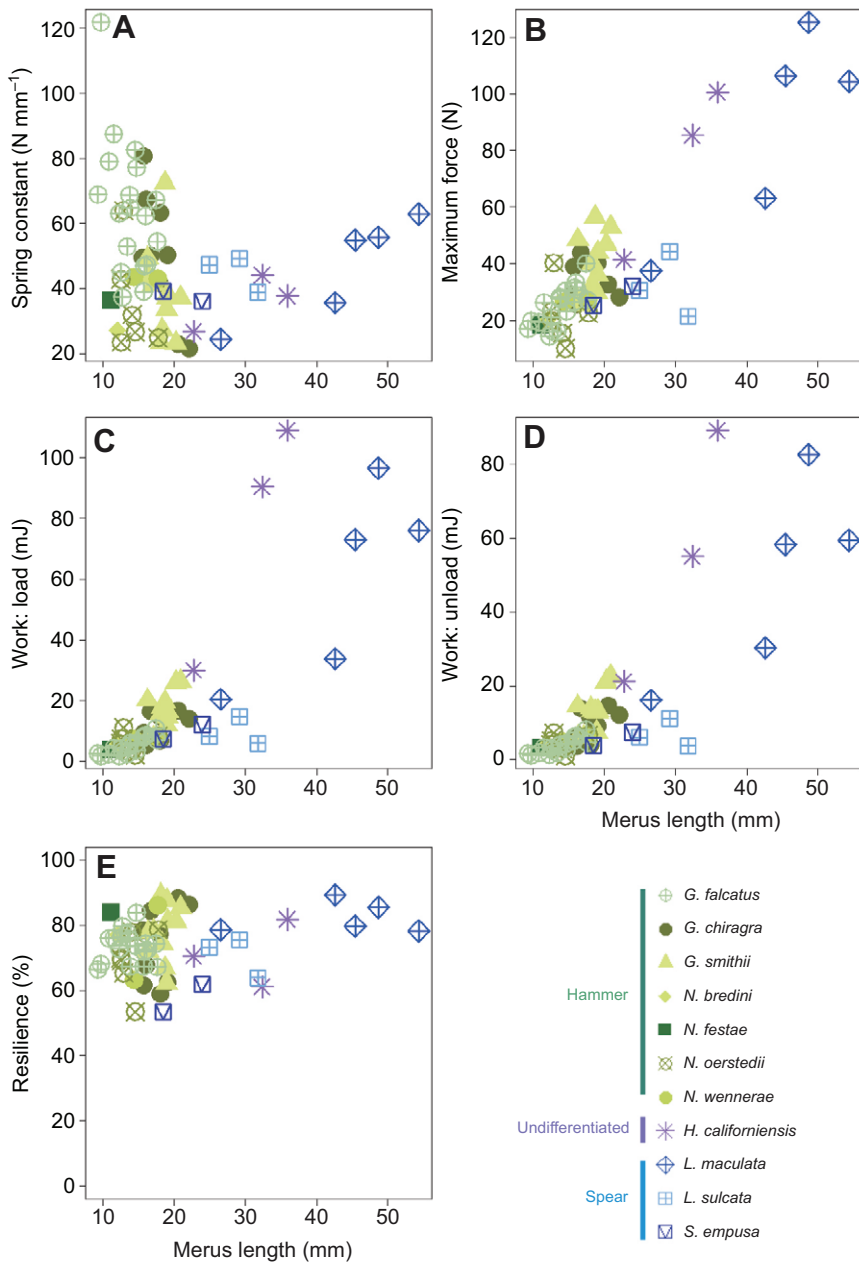 A
Spring constant (N mm⁻¹)
120
100
80
60
40
20
10 20 30 40 50
B
Maximum force (N)
120
100
80
60
40
20
10 20 30 40 50
C
Work: load (mJ)
100
80
60
40
20
0
10 20 30 40 50
D
Work: unload (mJ)
80
60
40
20
0
10 20 30 40 50
Merus length (mm)
E
Resilience (%)
100
80
60
40
20
0
10 20 30 40 50
Merus length (mm)
Hammer
G. falcatus
G. chiragra
G. smithii
N. bredini
N. festae
N. oerstedii
N. wennerae
Undifferentiated
H. californiensis
Spear
L. maculata
L. sulcata
S. empusa